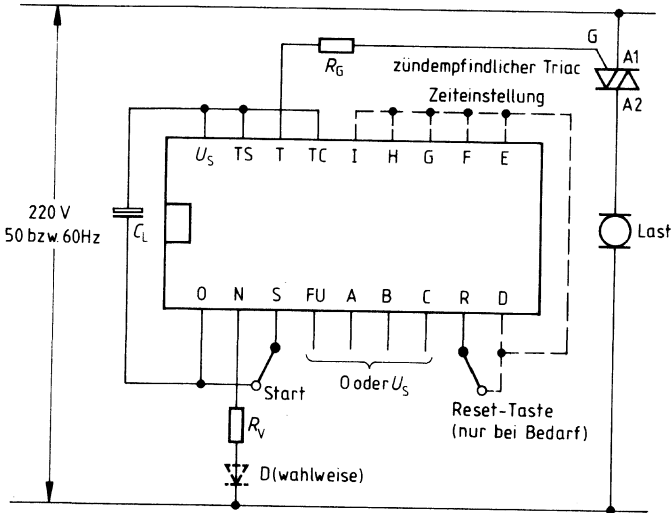 G
A1
R_G
zündempfindlicher Triac
A2
Zeiteinstellung
U_S TS T TC I H G F E
220 V
50 bzw. 60Hz
C_L
Last
O N S FU A B C R D
Start
0 oder U_S
Reset-Taste
(nur bei Bedarf)
R_V
D(wahlweise)